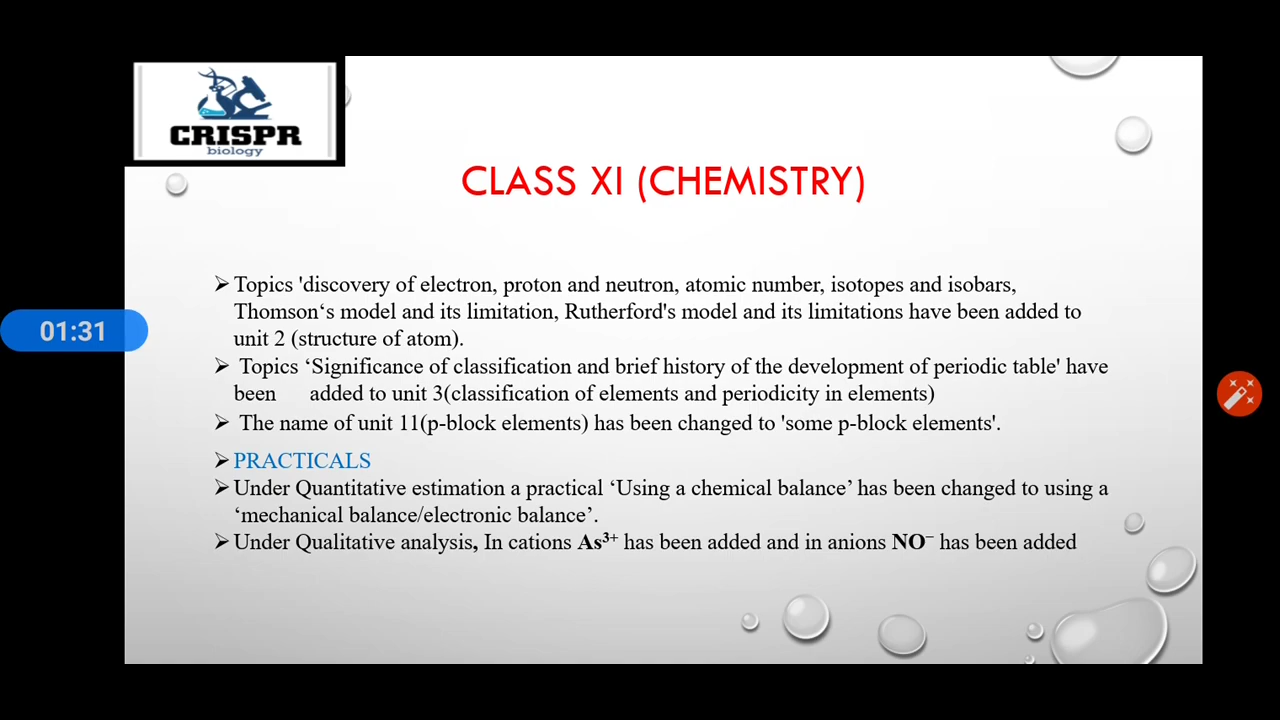 CRISPR
biology
CLASS XI (CHEMISTRY)
➢ Topics 'discovery of electron, proton and neutron, atomic number, isotopes and isobars,
Thomson‘s model and its limitation, Rutherford's model and its limitations have been added to
unit 2 (structure of atom).
➢ Topics ‘Significance of classification and brief history of the development of periodic table' have
been added to unit 3(classification of elements and periodicity in elements)
➢ The name of unit 11(p-block elements) has been changed to 'some p-block elements'.
➢ PRACTICALS
➢ Under Quantitative estimation a practical ‘Using a chemical balance’ has been changed to using a
‘mechanical balance/electronic balance’.
➢ Under Qualitative analysis, In cations As³⁺ has been added and in anions NO⁻ has been added
01:31